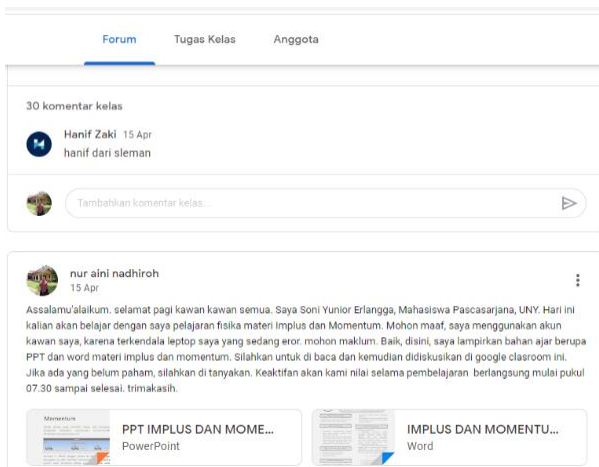 Forum Tugas Kelas Anggota
30 komentar kelas
Hanif Zaki 15 Apr
hanif dari sleman
Tambahkan komentar kelas...
nur aini nadhiroh
15 Apr
Assalamu'alaikum. selamat pagi kawan kawan semua. Saya Soni Yunior Erlangga, Mahasiswa Pascasarjana, UNY. Hari ini
kalian akan belajar dengan saya pelajaran fisika materi Implus dan Momentum. Mohon maaf, saya menggunakan akun
kawan saya, karena terkendala leptop saya yang sedang eror. mohon maklum. Baik, disini, saya lampirkan bahan ajar berupa
PPT dan word materi implus dan momentum. Silahkan untuk di baca dan kemudian didiskusikan di google clasroom ini.
Jika ada yang belum paham, silahkan di tanyakan. Keaktifan akan kami nilai selama pembelajaran berlangsung mulai pukul
07.30 sampai selesai. trimakasih.
Momentum
PPT IMPLUS DAN MOME...
PowerPoint
IMPLUS DAN MOMENTU...
Word